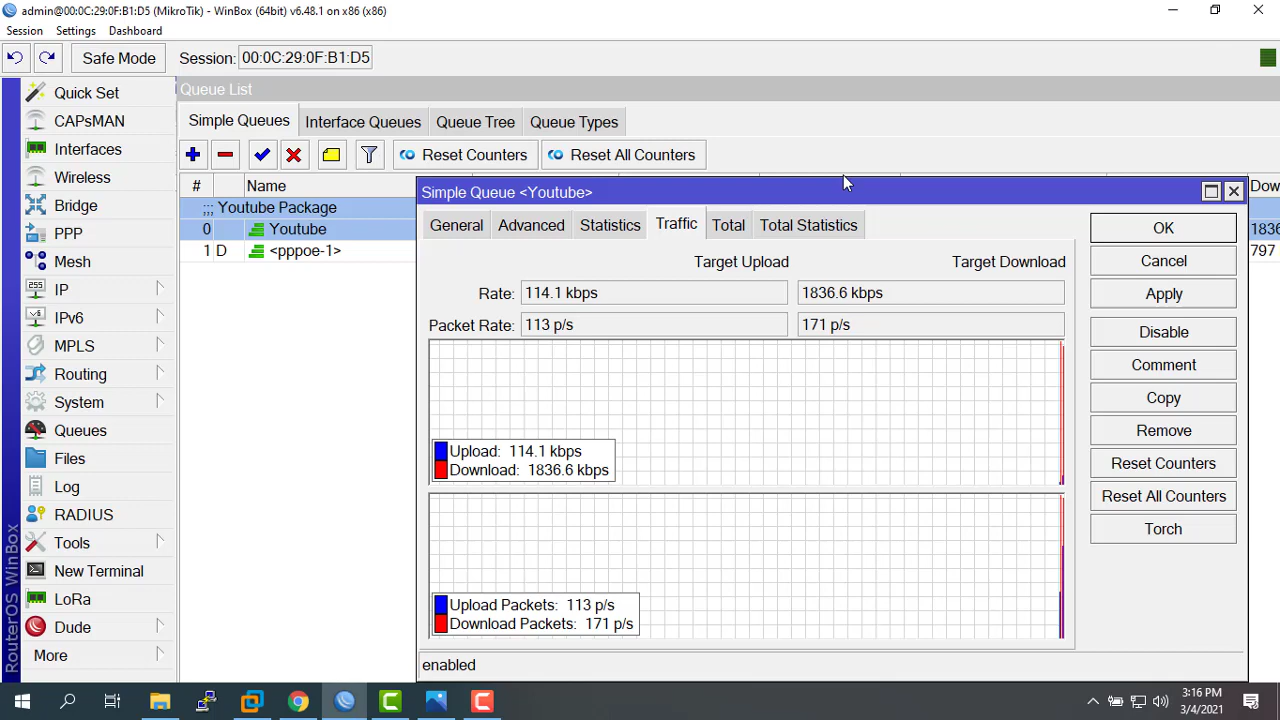 admin@00:0C:29:0F:B1:D5 (MikroTik) - WinBox (64bit) v6.48.1 on x86 (x86)
Session Settings Dashboard
Safe Mode Session: 00:0C:29:0F:B1:D5
Quick Set
CAPsMAN
Interfaces
Wireless
Bridge
PPP
Mesh
255
IP
IPv6
MPLS
Routing
System
Queues
Files
Log
RADIUS
Tools
New Terminal
LoRa
Dude
More
RouterOS WinBox
Queue List
Simple Queues Interface Queues Queue Tree Queue Types
Reset Counters Reset All Counters
# Name Dow
;;; Youtube Package
0 Youtube 1836
1 D <pppoe-1> 797
Simple Queue <Youtube>
General Advanced Statistics Traffic Total Total Statistics
Target Upload Target Download
Rate: 114.1 kbps 1836.6 kbps
Packet Rate: 113 p/s 171 p/s
Upload: 114.1 kbps
Download: 1836.6 kbps
Upload Packets: 113 p/s
Download Packets: 171 p/s
enabled
OK
Cancel
Apply
Disable
Comment
Copy
Remove
Reset Counters
Reset All Counters
Torch
3:16 PM
3/4/2021